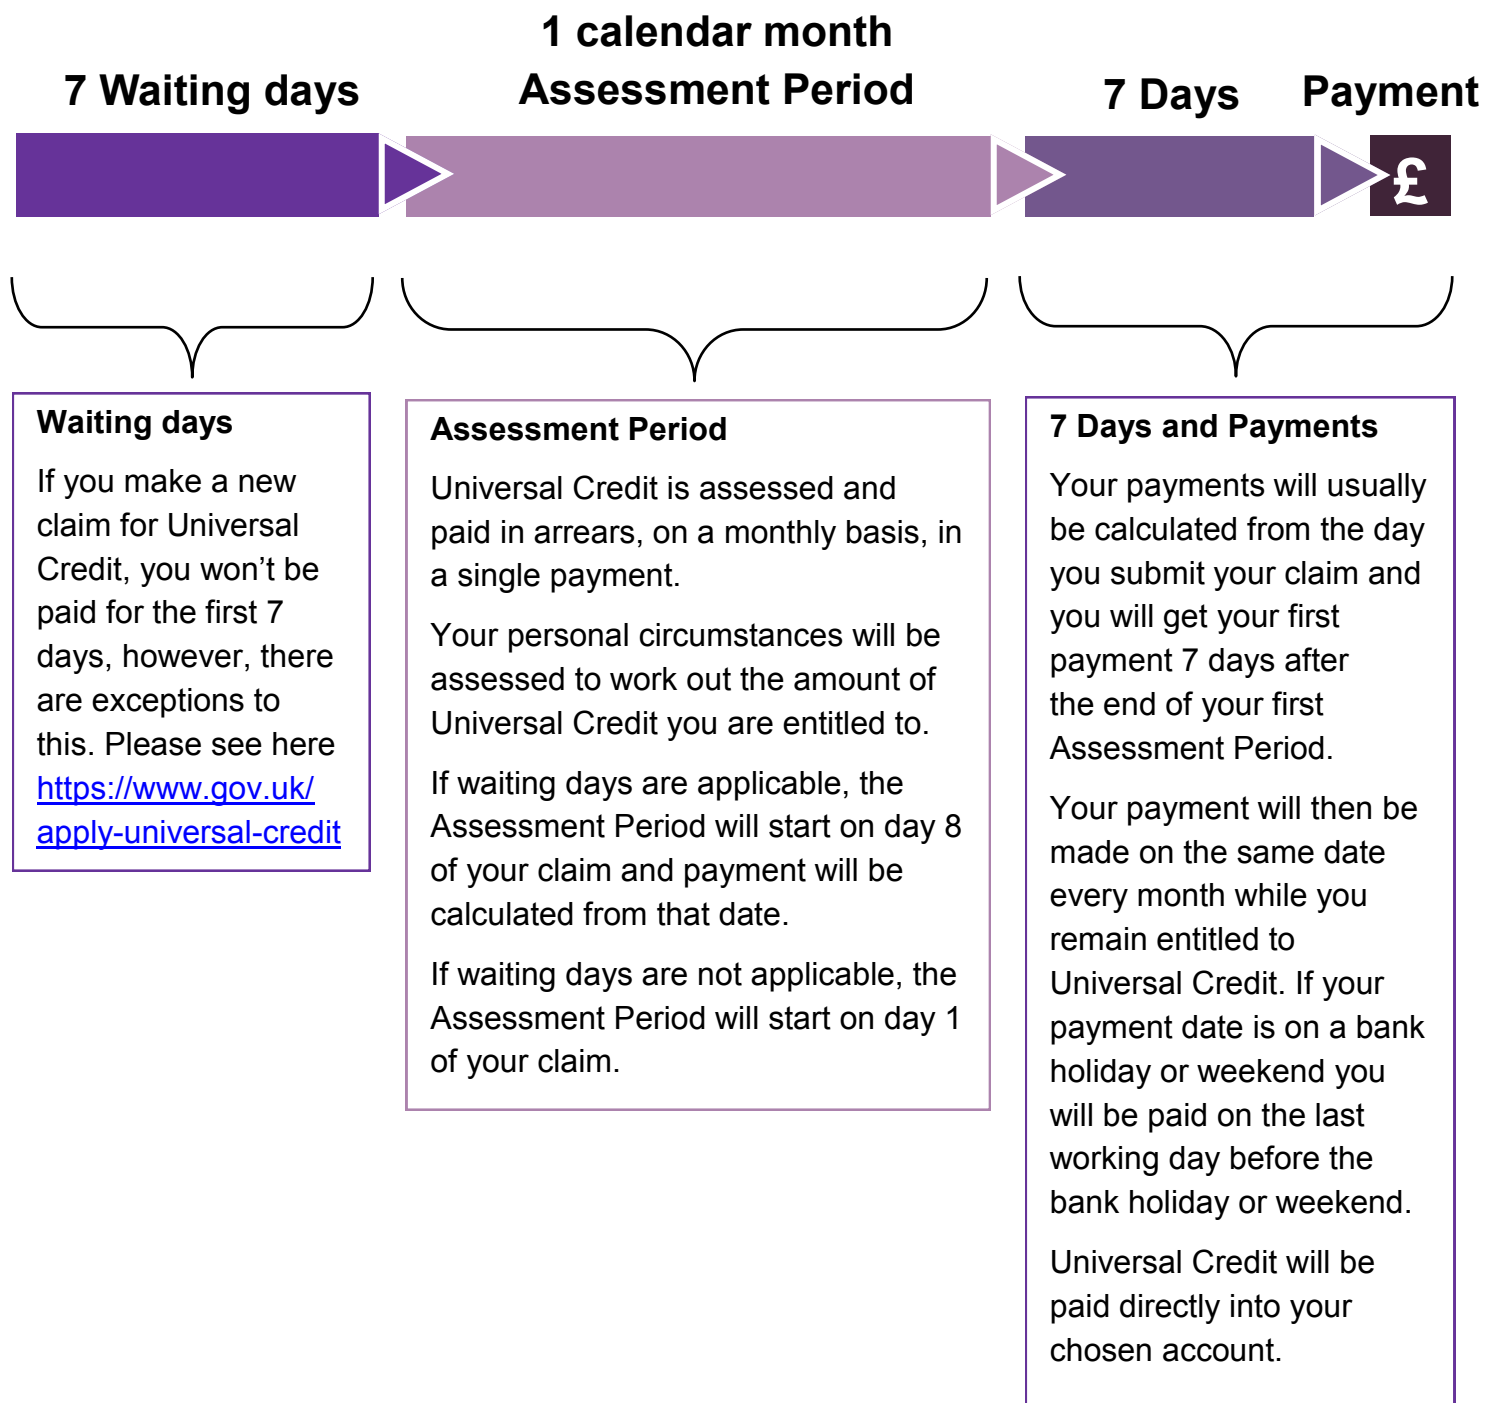 7 Waiting days
1 calendar month
Assessment Period
7 Days
Payment
£
Waiting days
If you make a new
claim for Universal
Credit, you won’t be
paid for the first 7
days, however, there
are exceptions to
this. Please see here
https://www.gov.uk/
apply-universal-credit
Assessment Period
Universal Credit is assessed and
paid in arrears, on a monthly basis, in
a single payment.
Your personal circumstances will be
assessed to work out the amount of
Universal Credit you are entitled to.
If waiting days are applicable, the
Assessment Period will start on day 8
of your claim and payment will be
calculated from that date.
If waiting days are not applicable, the
Assessment Period will start on day 1
of your claim.
7 Days and Payments
Your payments will usually
be calculated from the day
you submit your claim and
you will get your first
payment 7 days after
the end of your first
Assessment Period.
Your payment will then be
made on the same date
every month while you
remain entitled to
Universal Credit. If your
payment date is on a bank
holiday or weekend you
will be paid on the last
working day before the
bank holiday or weekend.
Universal Credit will be
paid directly into your
chosen account.